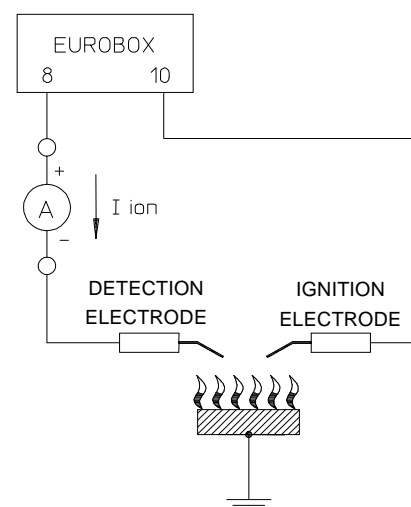 EUROBOX
8 10
+
A I ion
–
DETECTION
ELECTRODE
IGNITION
ELECTRODE